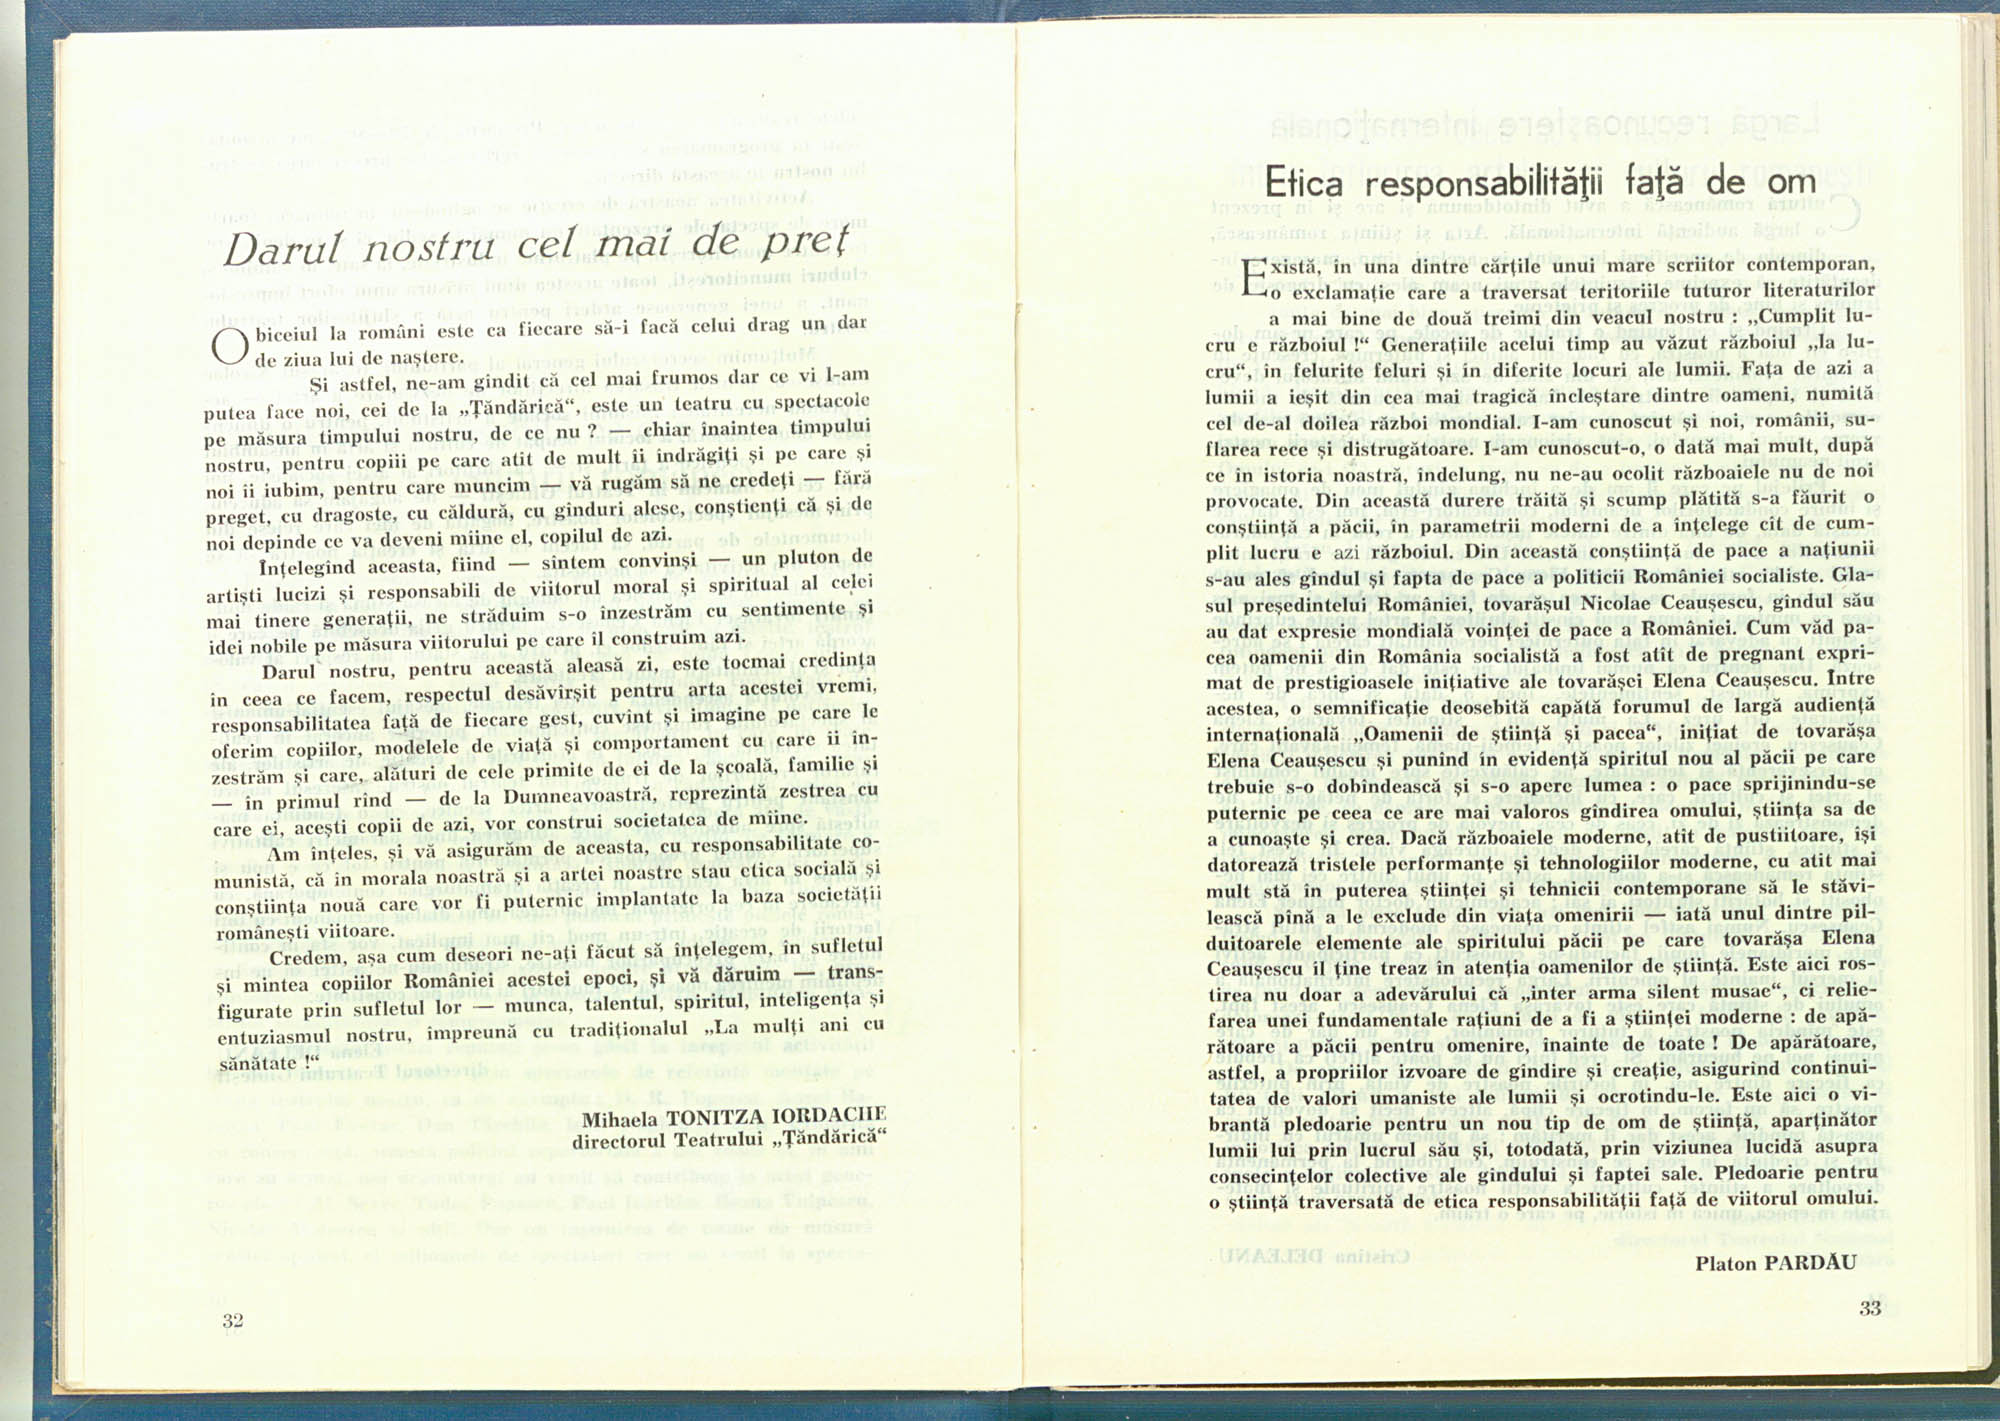 Darul nostru cel mai de preț
Obiceiul la români este ca fiecare să-i facă celui drag un dar
de ziua lui de naștere.
Și astfel, ne-am gîndit că cel mai frumos dar ce vi l-am
putea face noi, cei de la „Țăndărică“, este un teatru cu spectacole
pe măsura timpului nostru, de ce nu ? — chiar înaintea timpului
nostru, pentru copiii pe care atît de mult îi îndrăgiți și pe care și
noi îi iubim, pentru care muncim — vă rugăm să ne credeți — fără
preget, cu dragoste, cu căldură, cu gînduri alese, conștienți că și de
noi depinde ce va deveni mîine el, copilul de azi.
Înțelegînd aceasta, fiind — sîntem convinși — un pluton de
artiști lucizi și responsabili de viitorul moral și spiritual al celei
mai tinere generații, ne străduim s-o înzestrăm cu sentimente și
idei nobile pe măsura viitorului pe care îl construim azi.
Darul nostru, pentru această aleasă zi, este tocmai credința
în ceea ce facem, respectul desăvîrșit pentru arta acestei vremi,
responsabilitatea față de fiecare gest, cuvînt și imagine pe care le
oferim copiilor, modelele de viață și comportament cu care îi în-
zestrăm și care, alături de cele primite de ei de la școală, familie și
— în primul rînd — de la Dumneavoastră, reprezintă zestrea cu
care ei, acești copii de azi, vor construi societatea de mîine.
Am înțeles, și vă asigurăm de aceasta, cu responsabilitate co-
munistă, că în morala noastră și a artei noastre stau etica socială și
conștiința nouă care vor fi puternic implantate la baza societății
românești viitoare.
Credem, așa cum deseori ne-ați făcut să înțelegem, în sufletul
și mintea copiilor României acestei epoci, și vă dăruim — trans-
figurate prin sufletul lor — munca, talentul, spiritul, inteligența și
entuziasmul nostru, împreună cu tradiționalul „La mulți ani cu
sănătate !“
Mihaela TONITZA IORDACHE
directorul Teatrului „Țăndărică“
32
Etica responsabilității față de om
Există, în una dintre cărțile unui mare scriitor contemporan,
o exclamație care a traversat teritoriile tuturor literaturilor
a mai bine de două treimi din veacul nostru : „Cumplit lu-
cru e războiul !“ Generațiile acelui timp au văzut războiul „la lu-
cru“, în felurite feluri și în diferite locuri ale lumii. Fața de azi a
lumii a ieșit din cea mai tragică încleștare dintre oameni, numită
cel de-al doilea război mondial. I-am cunoscut și noi, românii, su-
flarea rece și distrugătoare. I-am cunoscut-o, o dată mai mult, după
ce în istoria noastră, îndelung, nu ne-au ocolit războaiele nu de noi
provocate. Din această durere trăită și scump plătită s-a făurit o
conștiință a păcii, în parametrii moderni de a înțelege cît de cum-
plit lucru e azi războiul. Din această conștiință de pace a națiunii
s-au ales gîndul și fapta de pace a politicii României socialiste. Gla-
sul președintelui României, tovarășul Nicolae Ceaușescu, gîndul său
au dat expresie mondială voinței de pace a României. Cum văd pa-
cea oamenii din România socialistă a fost atît de pregnant expri-
mat de prestigioasele inițiative ale tovarășei Elena Ceaușescu. Între
acestea, o semnificație deosebită capătă forumul de largă audiență
internațională „Oamenii de știință și pacea“, inițiat de tovarășa
Elena Ceaușescu și punînd în evidență spiritul nou al păcii pe care
trebuie s-o dobîndească și s-o apere lumea : o pace sprijinindu-se
puternic pe ceea ce are mai valoros gîndirea omului, știința sa de
a cunoaște și crea. Dacă războaiele moderne, atît de pustiitoare, își
datorează tristele performanțe și tehnologiilor moderne, cu atît mai
mult stă în puterea științei și tehnicii contemporane să le stăvi-
lească pînă a le exclude din viața omenirii — iată unul dintre pil-
duitoarele elemente ale spiritului păcii pe care tovarășa Elena
Ceaușescu îl ține treaz în atenția oamenilor de știință. Este aici ros-
tirea nu doar a adevărului că „inter arma silent musae“, ci relie-
farea unei fundamentale rațiuni de a fi a științei moderne : de apă-
rătoare a păcii pentru omenire, înainte de toate ! De apărătoare,
astfel, a propriilor izvoare de gîndire și creație, asigurînd continui-
tatea de valori umaniste ale lumii și ocrotindu-le. Este aici o vi-
brantă pledoarie pentru un nou tip de om de știință, aparținător
lumii lui prin lucrul său și, totodată, prin viziunea lucidă asupra
consecințelor colective ale gîndului și faptei sale. Pledoarie pentru
o știință traversată de etica responsabilității față de viitorul omului.
Platon PARDĂU
33